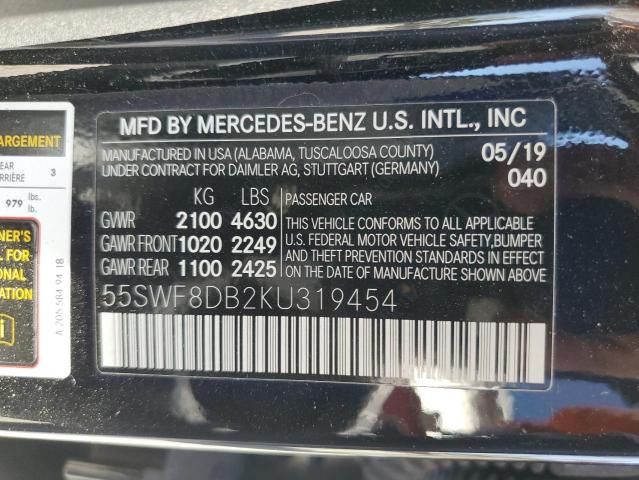 MFD BY MERCEDES-BENZ U.S. INTL., INC
MANUFACTURED IN USA (ALABAMA, TUSCALOOSA COUNTY) 05/19
UNDER CONTRACT FOR DAIMLER AG, STUTTGART (GERMANY) 040
KG LBS PASSENGER CAR
GVWR 2100 4630
GAWR FRONT 1020 2249
GAWR REAR 1100 2425
THIS VEHICLE CONFORMS TO ALL APPLICABLE
U.S. FEDERAL MOTOR VEHICLE SAFETY,BUMPER
AND THEFT PREVENTION STANDARDS IN EFFECT
ON THE DATE OF MANUFACTURE SHOWN ABOVE.
55SWF8DB2KU319454
ARGEMENT
3
979 lbs.
lb.
NER'S
FOR
ONAL
ION
A 205 584 94 18